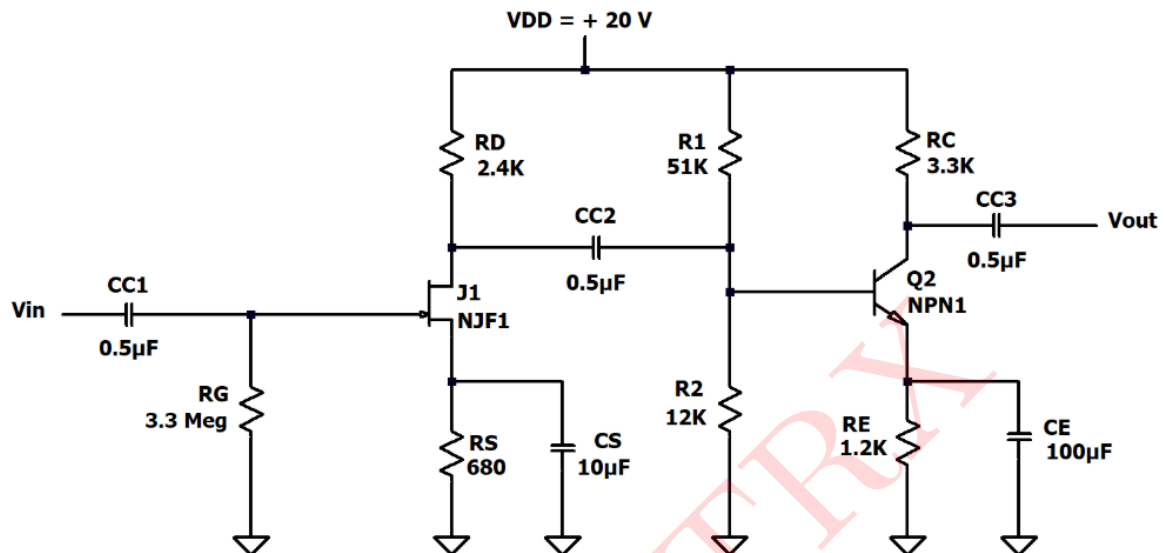 VDD = + 20 V
RD
2.4K
R1
51K
RC
3.3K
CC3
0.5µF
Vout
CC2
0.5µF
CC1
0.5µF
Vin
J1
NJF1
Q2
NPN1
RG
3.3 Meg
RS
680
CS
10µF
R2
12K
RE
1.2K
CE
100µF
TRX